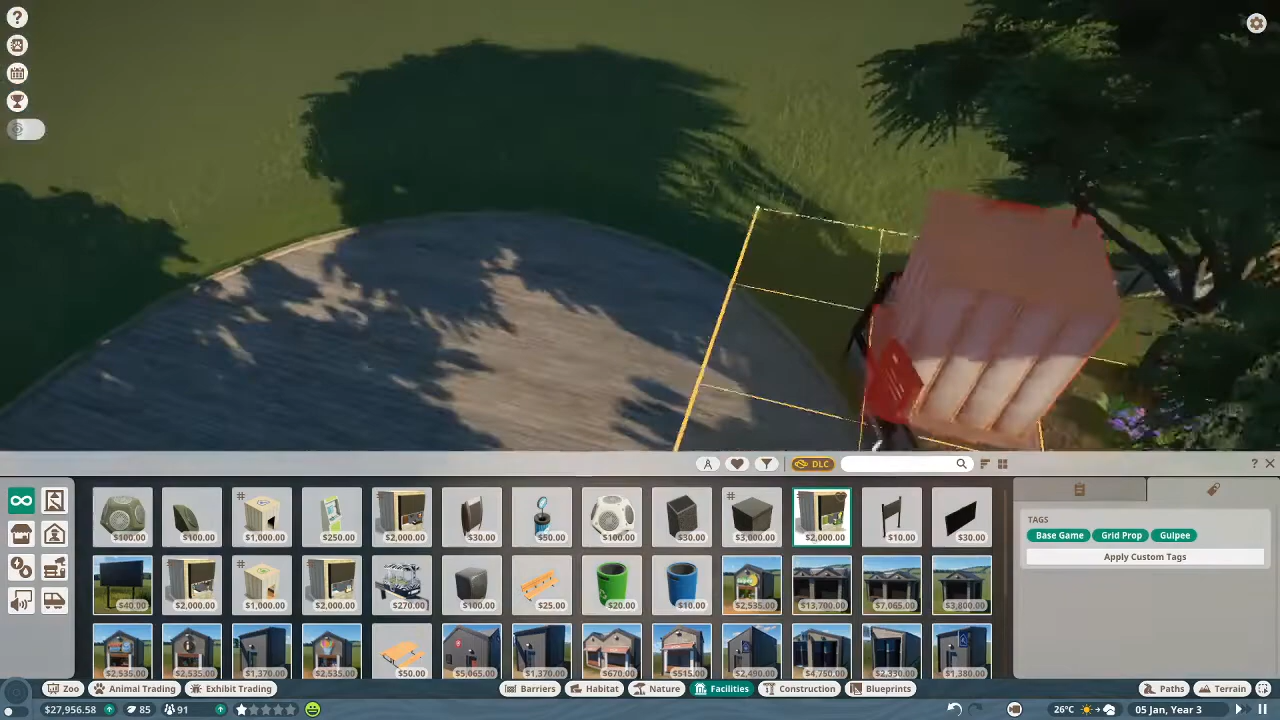 ?
DLC
? ×
$100.00 $100.00 # $1,000.00 $250.00 # $2,000.00 $30.00 $50.00 $100.00 $30.00 # $3,000.00 # $2,000.00 $10.00 $30.00
TAGS
Base Game Grid Prop Gulpee
Apply Custom Tags
$40.00 $2,000.00 # $1,000.00 $2,000.00 $270.00 $100.00 $25.00 $20.00 $10.00 $2,535.00 $13,700.00 $7,065.00 $3,800.00
$2,535.00 $2,535.00 $1,370.00 $2,535.00 $50.00 $5,065.00 $1,370.00 $670.00 $515.00 $2,490.00 $4,750.00 $2,330.00 $1,380.00
Zoo Animal Trading Exhibit Trading Barriers Habitat Nature Facilities Construction Blueprints Paths Terrain
$27,956.58 85 91 26°C 05 Jan, Year 3